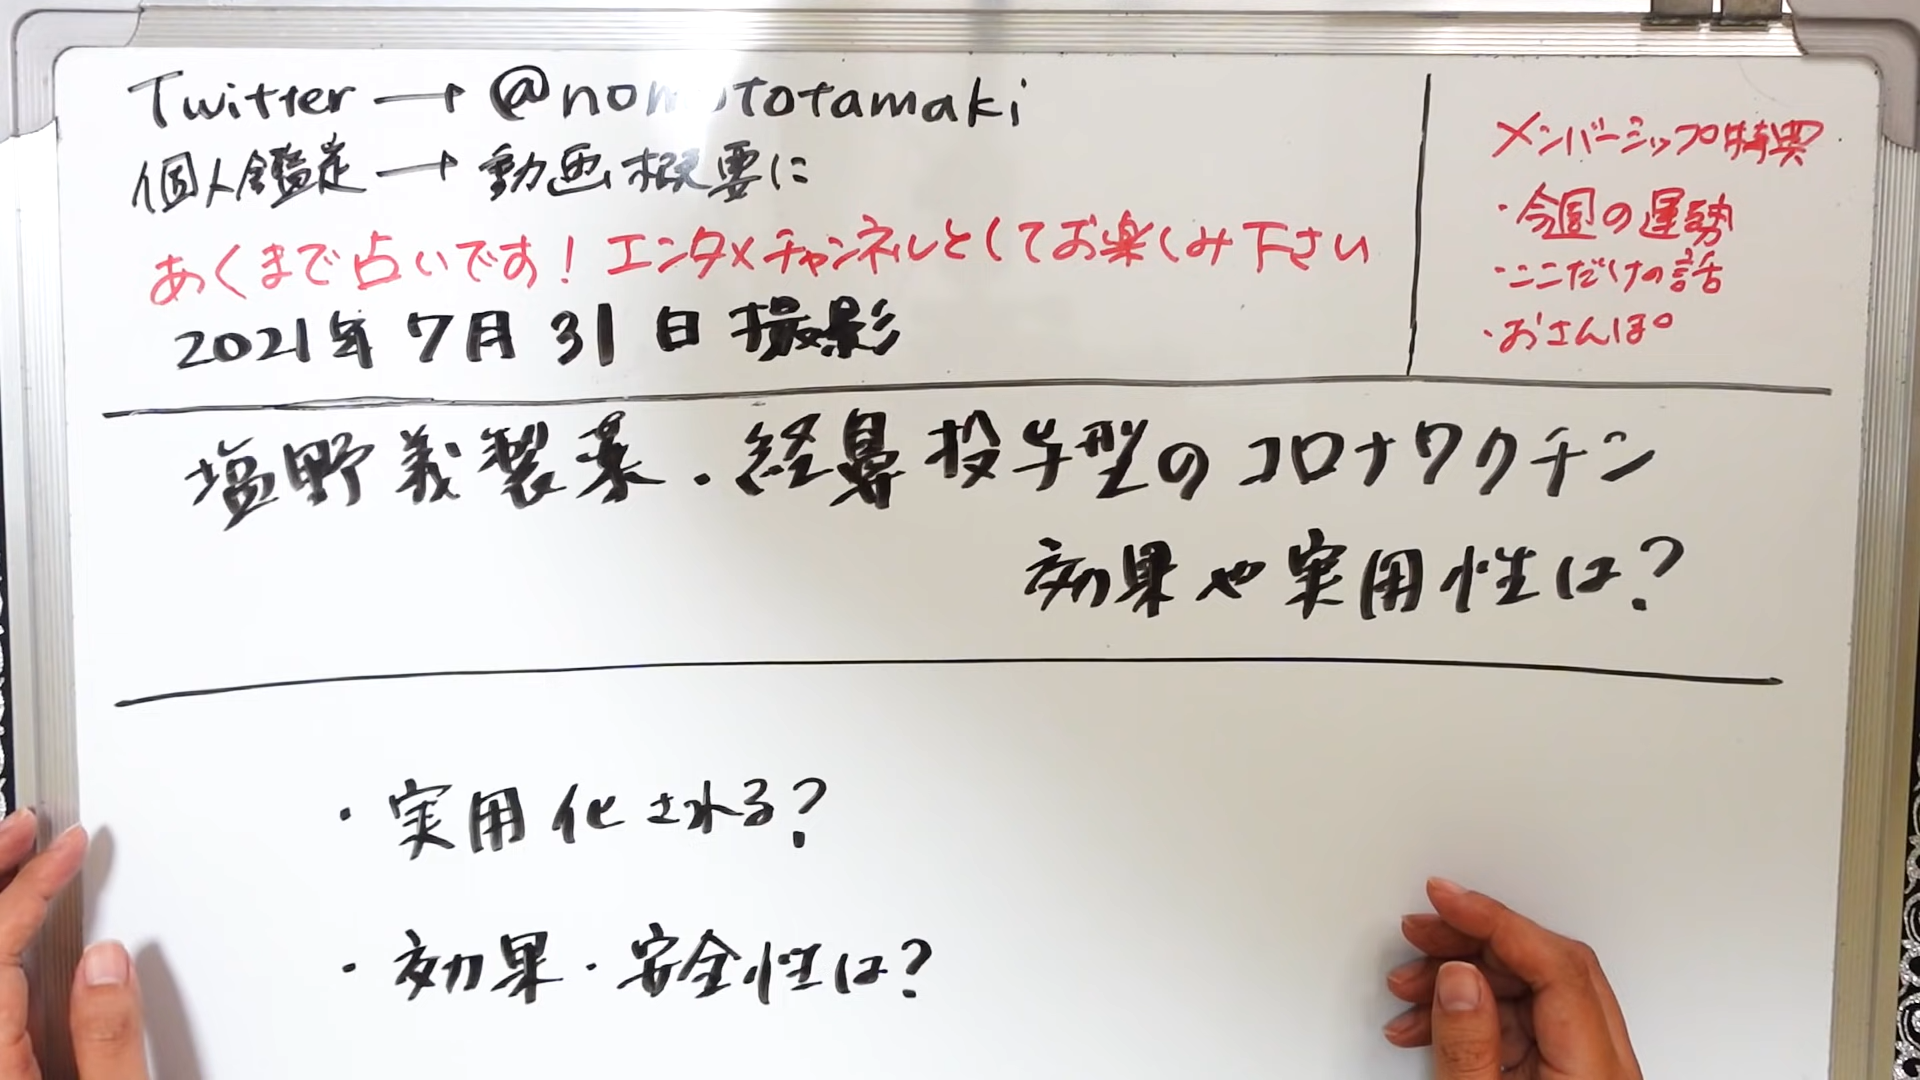 Twitter → @nomototamaki
個人鑑定 → 動画概要に
あくまで占いです！エンタメチャンネルとしてお楽しみ下さい
2021年 7月 31日 撮影
メンバーシップ特典
・今週の運勢
・ここだけの話
・おさんぽ
塩野義製薬・経鼻投与型のコロナワクチン
効果や実用性は？
・実用化される？
・効果・安全性は？